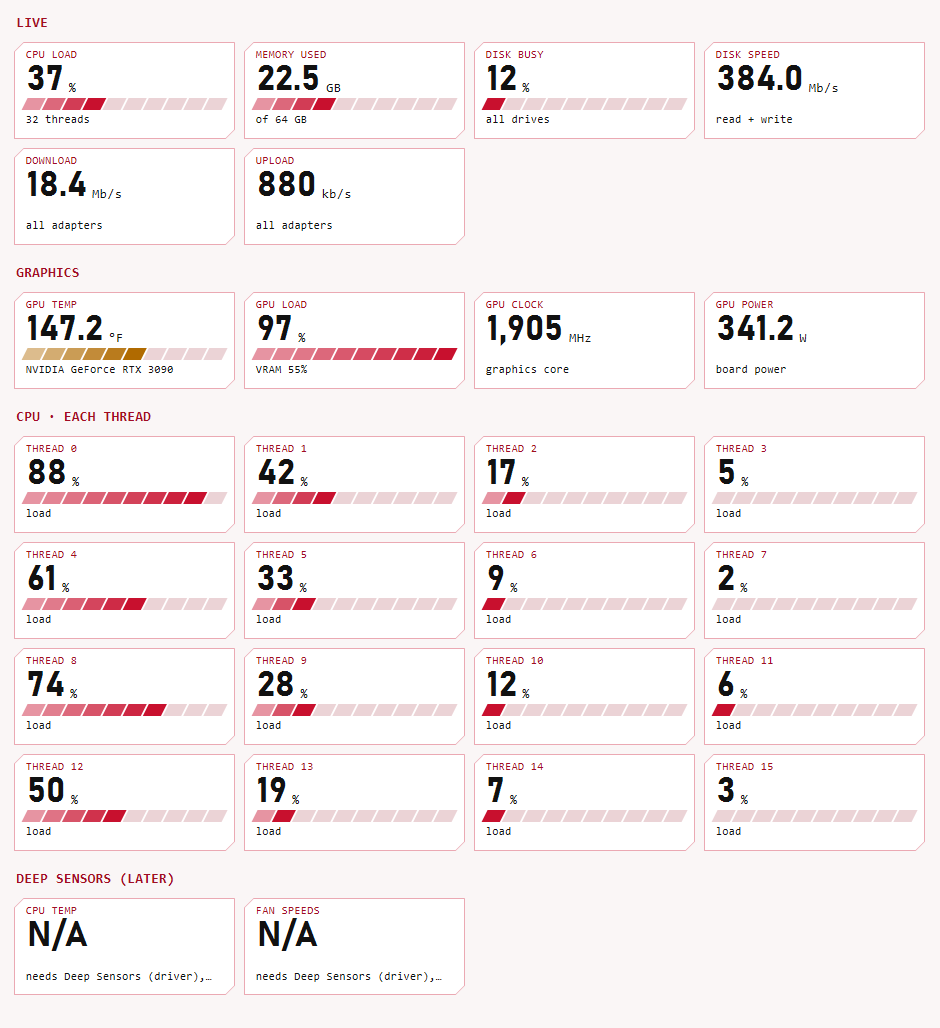 LIVE
CPU LOAD
37 %
32 threads
MEMORY USED
22.5 GB
of 64 GB
DISK BUSY
12 %
all drives
DISK SPEED
384.0 Mb/s
read + write
DOWNLOAD
18.4 Mb/s
all adapters
UPLOAD
880 kb/s
all adapters
GRAPHICS
GPU TEMP
147.2 °F
NVIDIA GeForce RTX 3090
GPU LOAD
97 %
VRAM 55%
GPU CLOCK
1,905 MHz
graphics core
GPU POWER
341.2 W
board power
CPU · EACH THREAD
THREAD 0
88 %
load
THREAD 1
42 %
load
THREAD 2
17 %
load
THREAD 3
5 %
load
THREAD 4
61 %
load
THREAD 5
33 %
load
THREAD 6
9 %
load
THREAD 7
2 %
load
THREAD 8
74 %
load
THREAD 9
28 %
load
THREAD 10
12 %
load
THREAD 11
6 %
load
THREAD 12
50 %
load
THREAD 13
19 %
load
THREAD 14
7 %
load
THREAD 15
3 %
load
DEEP SENSORS (LATER)
CPU TEMP
N/A
needs Deep Sensors (driver),…
FAN SPEEDS
N/A
needs Deep Sensors (driver),…